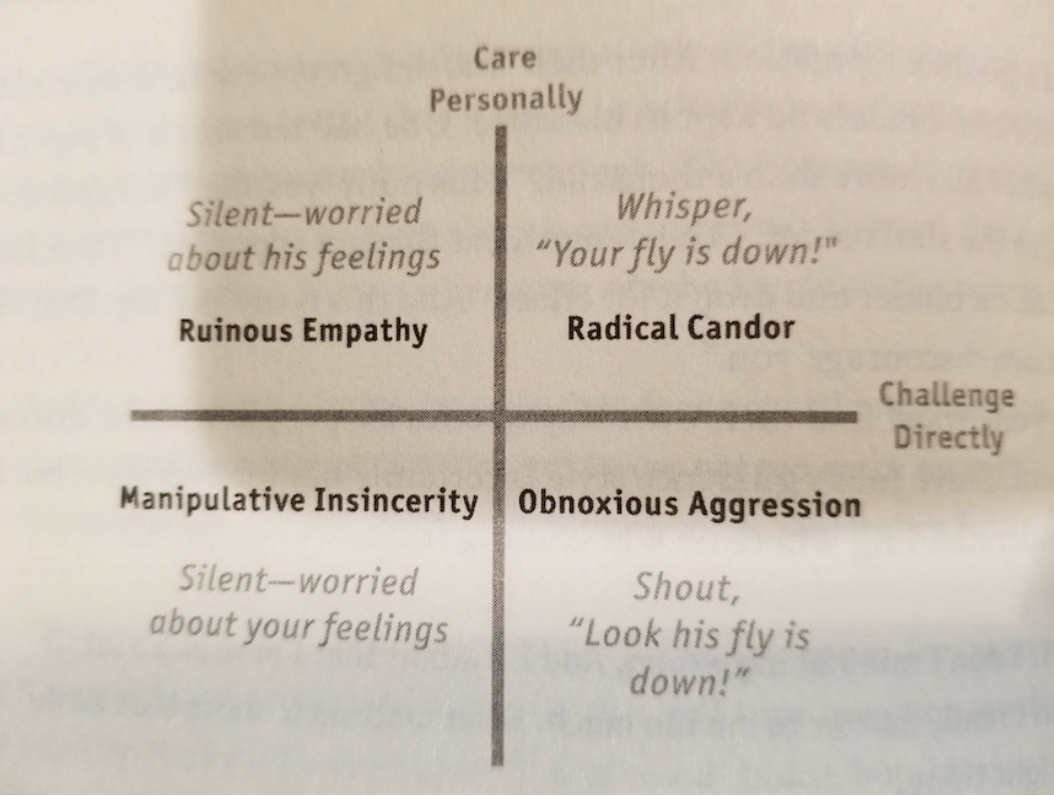 Care
Personally
Silent—worried
about his feelings
Ruinous Empathy
Whisper,
“Your fly is down!"
Radical Candor
Challenge
Directly
Manipulative Insincerity
Silent—worried
about your feelings
Obnoxious Aggression
Shout,
“Look his fly is
down!”